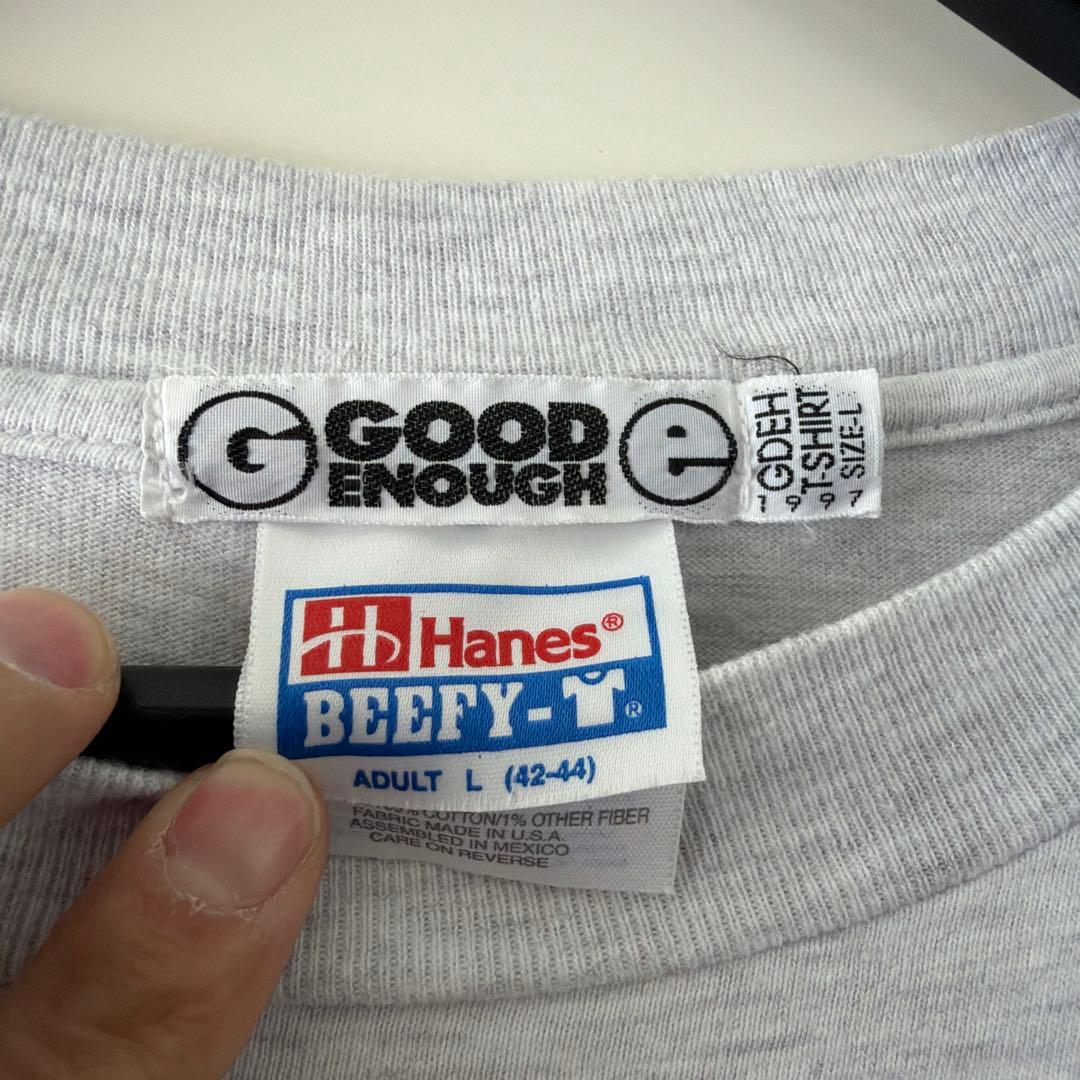 G GOOD e
ENOUGH
GDEH
T-SHIRT
SIZE-L
1997
Hanes®
BEEFY-®
ADULT L (42-44)
COTTON/1% OTHER FIBER
FABRIC MADE IN U.S.A.
ASSEMBLED IN MEXICO
CARE ON REVERSE